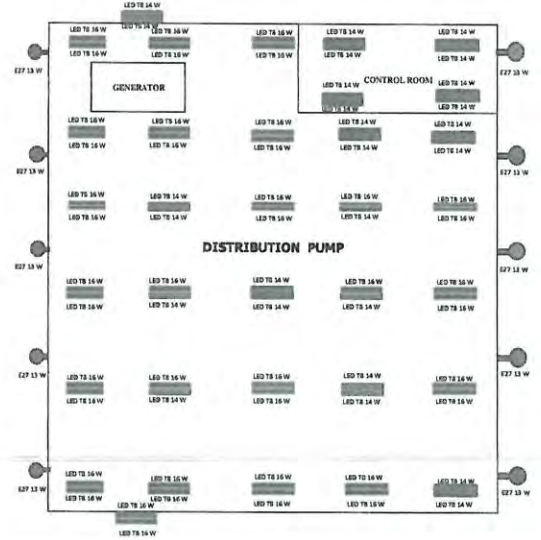 LED T8 14 W
LED T8 14 W
LED T8 16 W LED T8 16 W LED T8 16 W LED T8 14 W LED T8 14 W
LED T8 16 W LED T8 16 W LED T8 16 W LED T8 14 W LED T8 14 W
E27 13 W E27 13 W
GENERATOR
CONTROL ROOM
LED T8 14 W LED T8 14 W
LED T8 14 W LED T8 14 W
LED T8 16 W LED T8 16 W LED T8 16 W LED T8 14 W LED T8 14 W
LED T8 16 W LED T8 16 W LED T8 16 W LED T8 14 W LED T8 14 W
E27 13 W E27 11 W
LED T8 16 W LED T8 14 W LED T8 16 W LED T8 14 W LED T8 16 W
LED T8 16 W LED T8 14 W LED T8 16 W LED T8 14 W LED T8 16 W
DISTRIBUTION PUMP
E27 13 W E27 12 W
LED T8 16 W LED T8 16 W LED T8 14 W LED T8 14 W LED T8 16 W
LED T8 16 W LED T8 16 W LED T8 14 W LED T8 14 W LED T8 16 W
E27 13 W E27 13 W
LED T8 16 W LED T8 14 W LED T8 16 W LED T8 14 W LED T8 16 W
LED T8 16 W LED T8 14 W LED T8 16 W LED T8 14 W LED T8 16 W
LED T8 16 W LED T8 16 W LED T8 16 W LED T8 16 W LED T8 14 W
LED T8 16 W LED T8 16 W LED T8 16 W LED T8 16 W LED T8 14 W
E27 13 W E27 13 W
LED T8 16 W